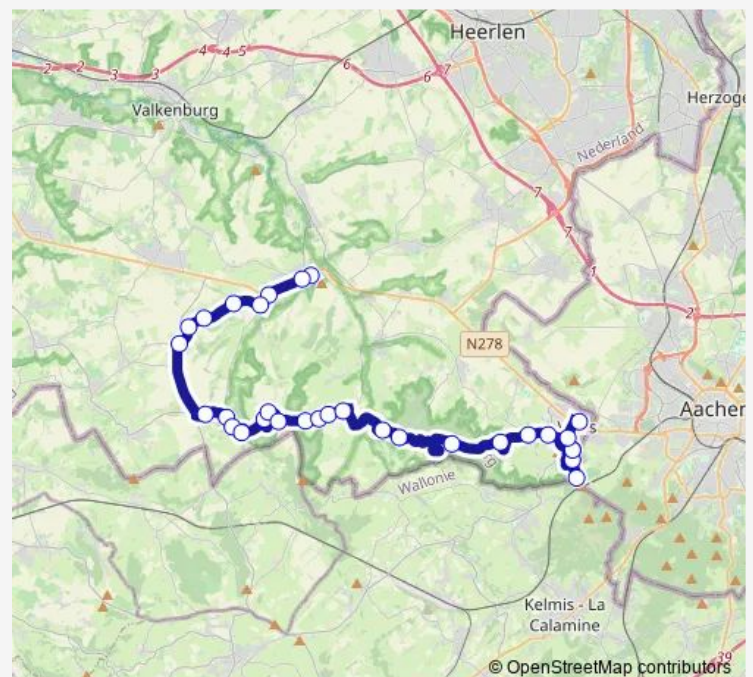 Heerlen
4
4
5
2
2
3
3
6
6
7
Valkenburg
Herzoge
Nederland
7
7
1
2
N278
Aachen
s
Wallonie
Kelmis - La
Calamine
39
© OpenStreetMap contributors